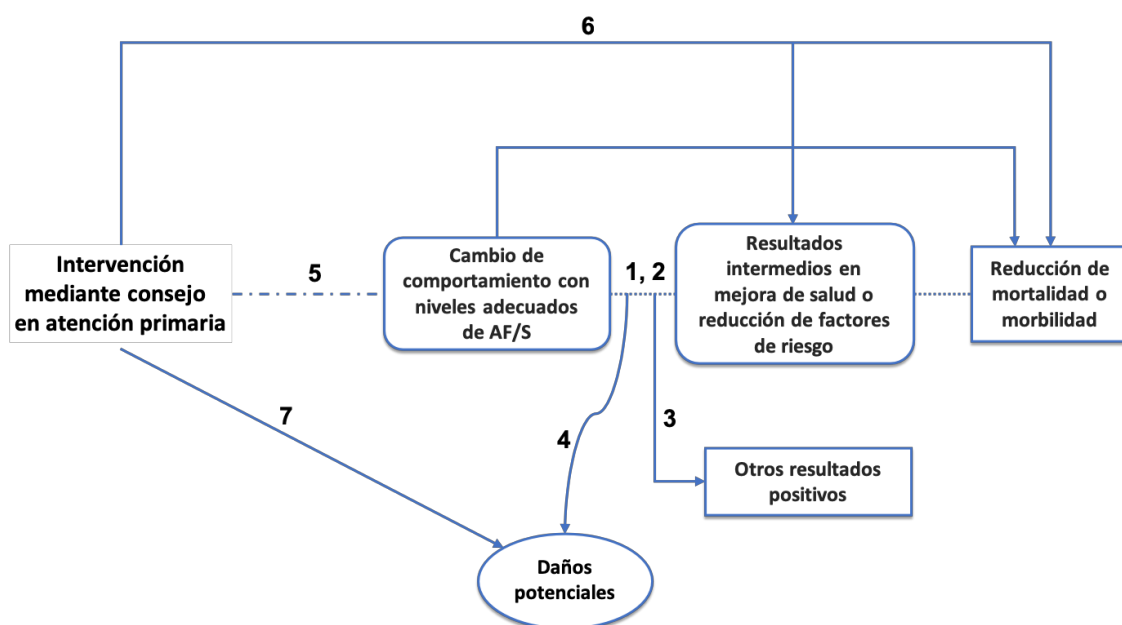 6
Intervención
mediante consejo
en atención primaria
5
Cambio de
comportamiento con
niveles adecuados
de AF/S
1, 2
Resultados
intermedios en
mejora de salud o
reducción de factores
de riesgo
Reducción de
mortalidad o
morbilidad
7
4
3
Otros resultados
positivos
Daños
potenciales